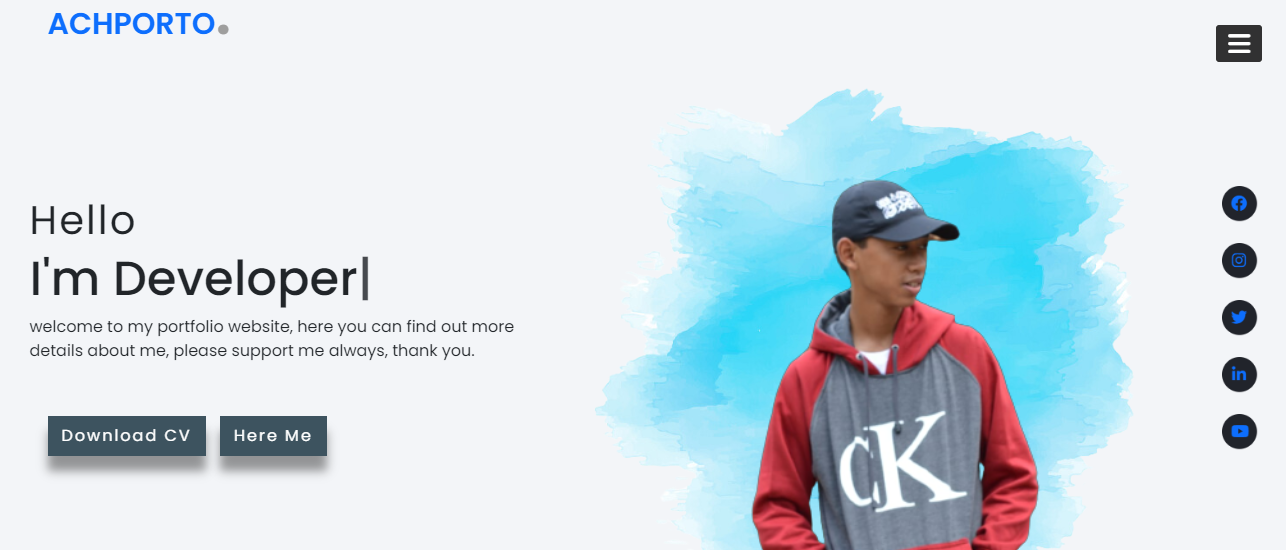 ACHPORTO.
Hello
I'm Developer|
welcome to my portfolio website, here you can find out more
details about me, please support me always, thank you.
Download CV
Here Me
CK